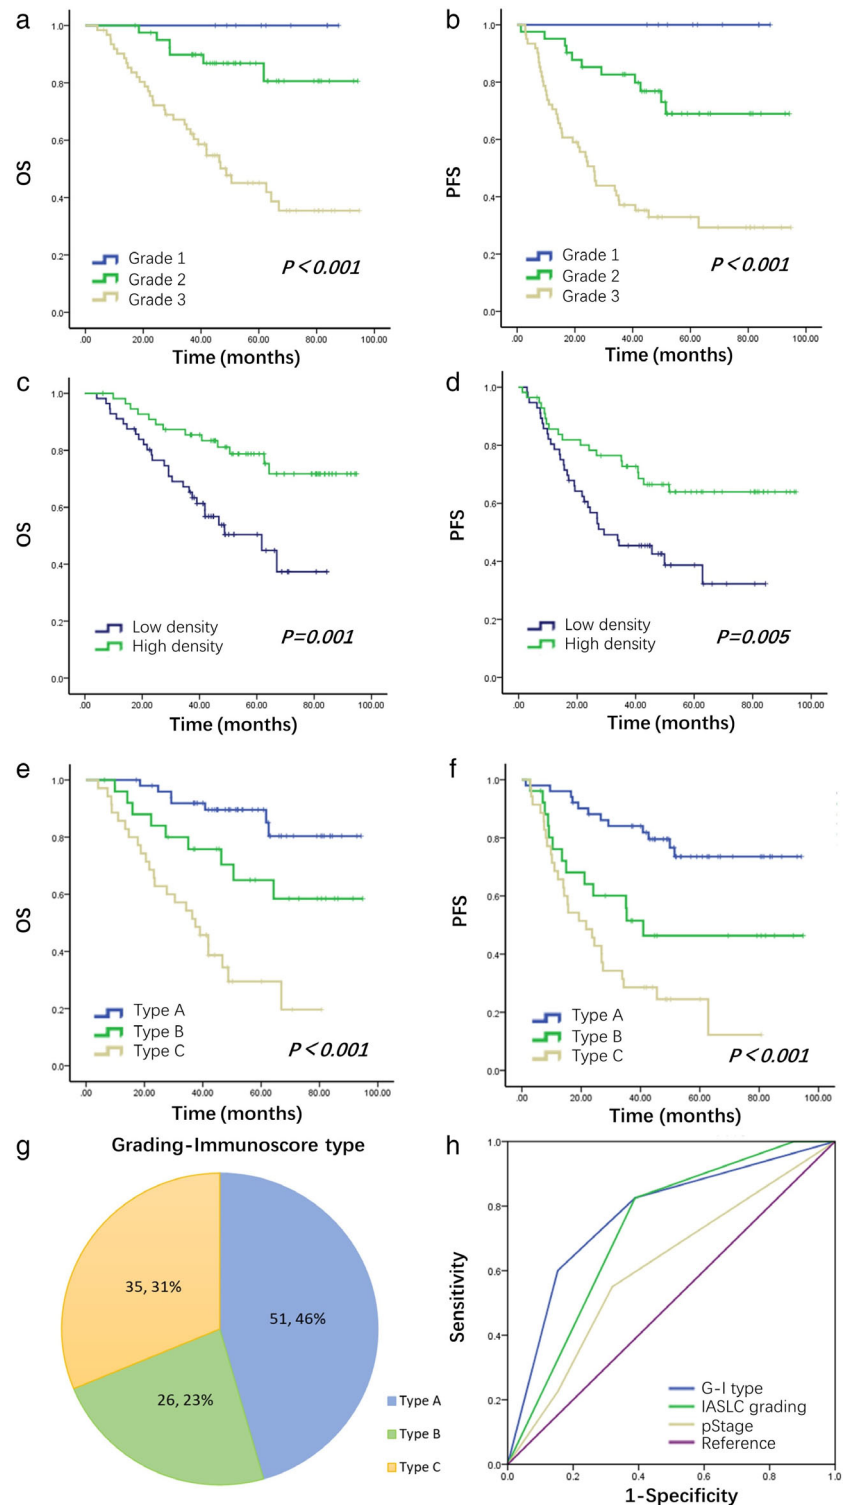 a
1.0
0.8
0.6
0.4
0.2
0.0
OS
Grade 1
Grade 2
Grade 3
P<0.001
.00 20.00 40.00 60.00 80.00 100.00
Time (months)
b
1.0
0.8
0.6
0.4
0.2
0.0
PFS
Grade 1
Grade 2
Grade 3
P<0.001
.00 20.00 40.00 60.00 80.00 100.00
Time (months)
c
1.0
0.8
0.6
0.4
0.2
0.0
OS
Low density
High density
P=0.001
.00 20.00 40.00 60.00 80.00 100.00
Time (months)
d
1.0
0.8
0.6
0.4
0.2
0.0
PFS
Low density
High density
P=0.005
.00 20.00 40.00 60.00 80.00 100.00
Time (months)
e
1.0
0.8
0.6
0.4
0.2
0.0
OS
Type A
Type B
Type C
P<0.001
.00 20.00 40.00 60.00 80.00 100.00
Time (months)
f
1.0
0.8
0.6
0.4
0.2
0.0
PFS
Type A
Type B
Type C
P<0.001
.00 20.00 40.00 60.00 80.00 100.00
Time (months)
g
Grading-Immunoscore type
35, 31%
51, 46%
26, 23%
Type A
Type B
Type C
h
1.0
0.8
0.6
0.4
0.2
0.0
Sensitivity
G-I type
IASLC grading
pStage
Reference
0.0 0.2 0.4 0.6 0.8 1.0
1-Specificity